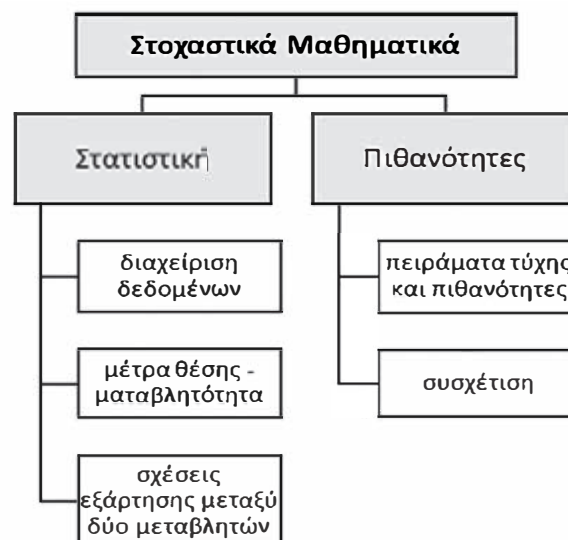 Στοχαστικά Μαθηματικά
Στατιστική
Πιθανότητες
διαχείριση
δεδομένων
μέτρα θέσης -
ματαβλητότητα
σχέσεις
εξάρτησης μεταξύ
δύο μεταβλητών
πειράματα τύχης
και πιθανότητες
συσχέτιση